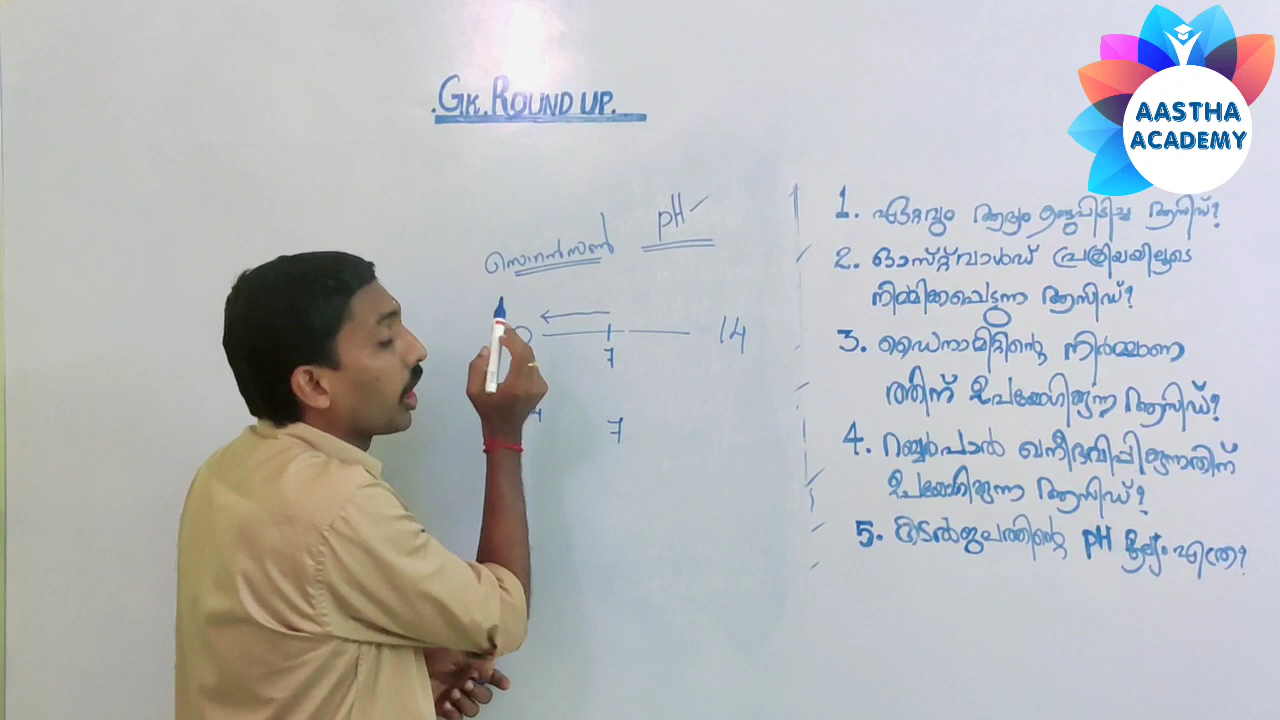 GK. ROUND UP.
AASTHA
ACADEMY
സൊറൻസൺ
pH
7
14
4
7
1. ഏറ്റവും ആദ്യം കണ്ടുപിടിച്ച ആസിഡ്?
2. ഓസ്റ്റ്‌വാൾഡ് പ്രക്രിയയിലൂടെ
നിർമ്മിക്കപ്പെടുന്ന ആസിഡ്?
3. ഡൈനാമിറ്റിന്റെ നിർമ്മാണ
ത്തിന് ഉപയോഗിക്കുന്ന ആസിഡ്?
4. റബ്ബർപാൽ ഖനീഭവിപ്പിക്കുന്നതിന്
ഉപയോഗിക്കുന്ന ആസിഡ്?
5. കടൽജലത്തിന്റെ pH മൂല്യം എന്ത്?